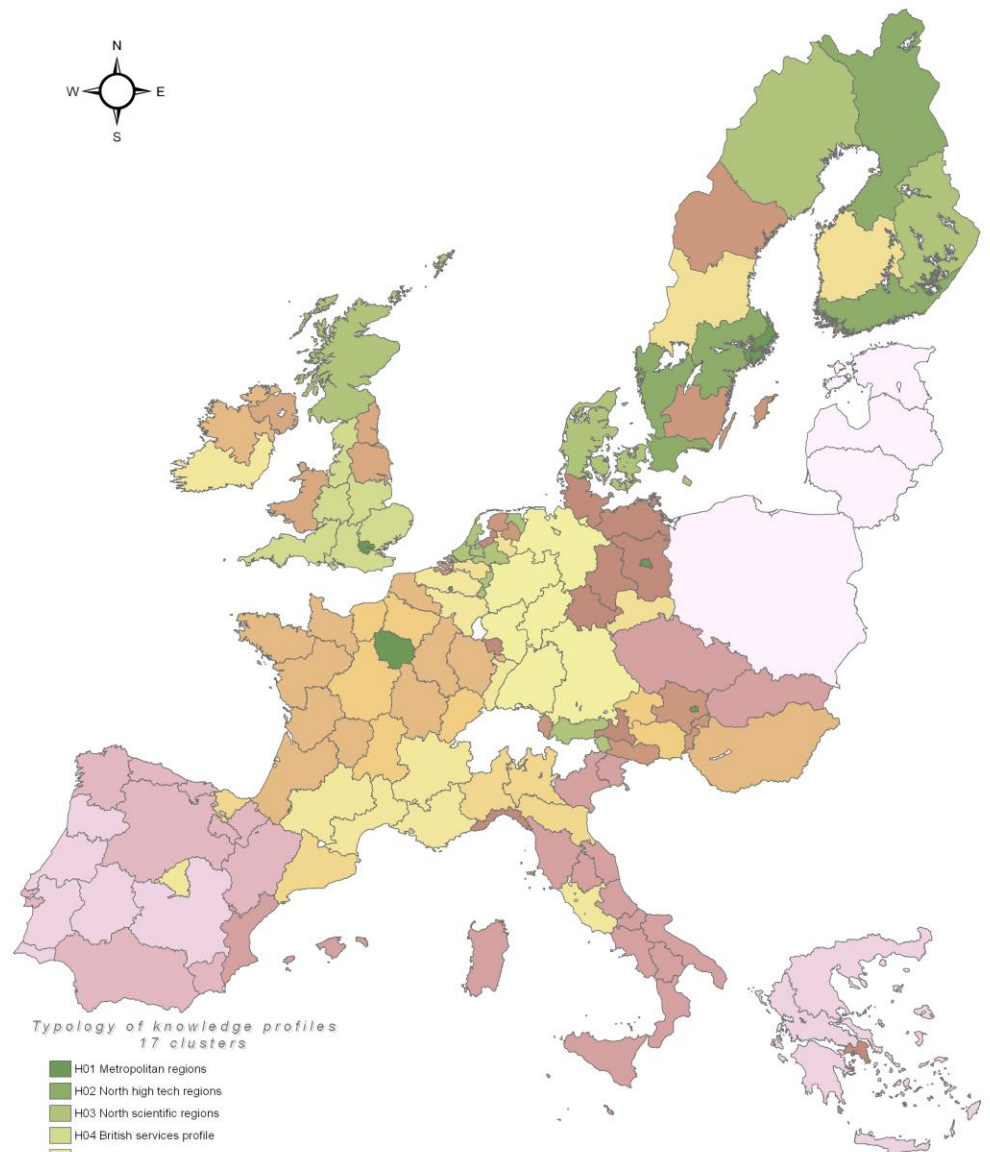 N
W E
S
Typology of knowledge profiles
17 clusters
H01 Metropolitan regions
H02 North high tech regions
H03 North scientific regions
H04 British services profile